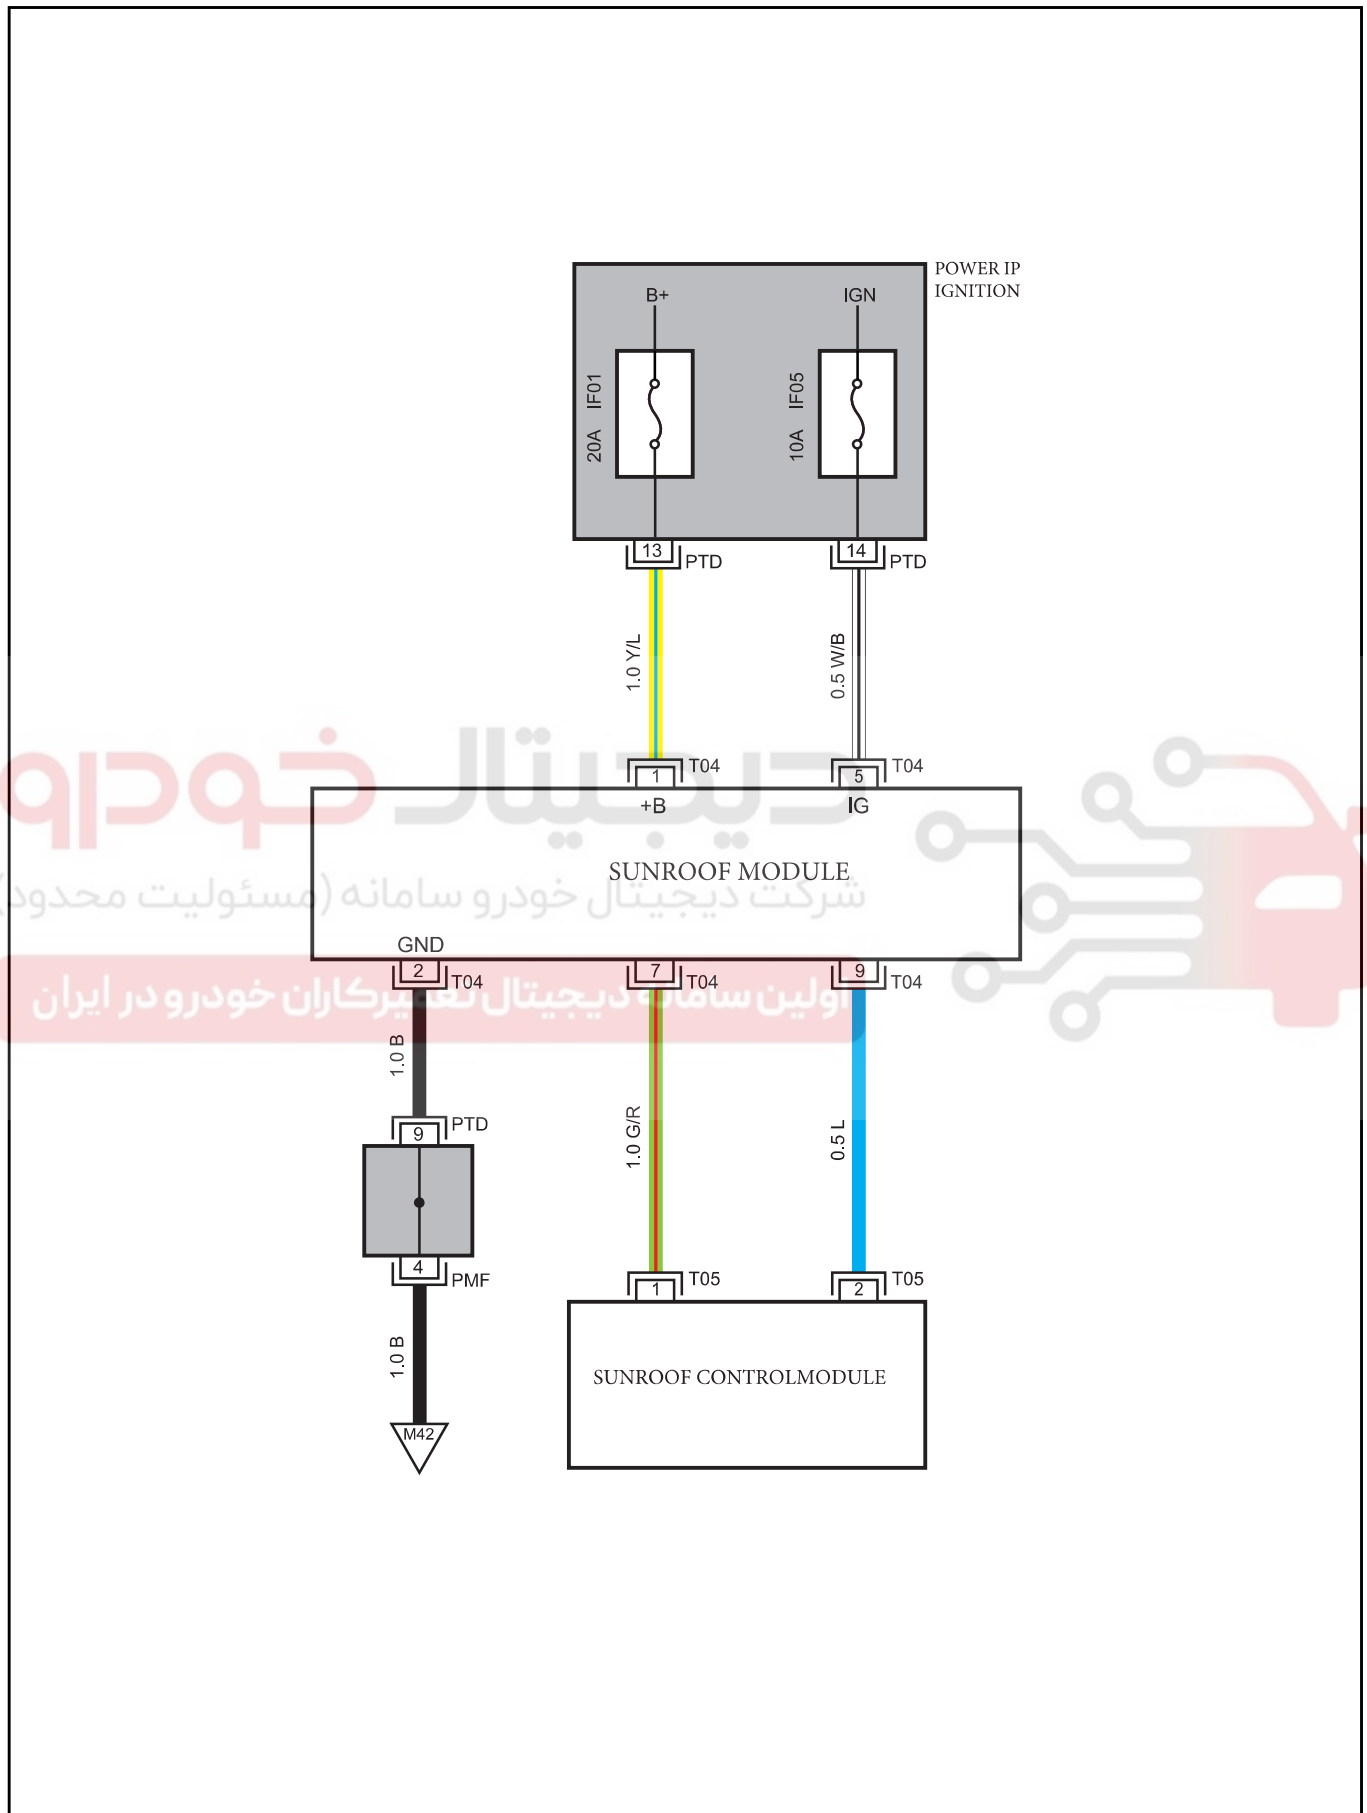 POWER IP
IGNITION
B+ IGN
20A IF01
10A IF05
13 PTD 14 PTD
1.0 Y/L
0.5 W/B
1 T04 5 T04
+B IG
دیجیتال خودرو
SUNROOF MODULE
شرکت دیجیتال خودرو سامانه (مسئولیت محدود)
GND
2 T04 7 T04 9 T04
اولین سامانه دیجیتال تعمیرکاران خودرو در ایران
1.0 B
1.0 G/R
0.5 L
PTD
9
4
PMF
1 T05 2 T05
1.0 B
SUNROOF CONTROLMODULE
M42